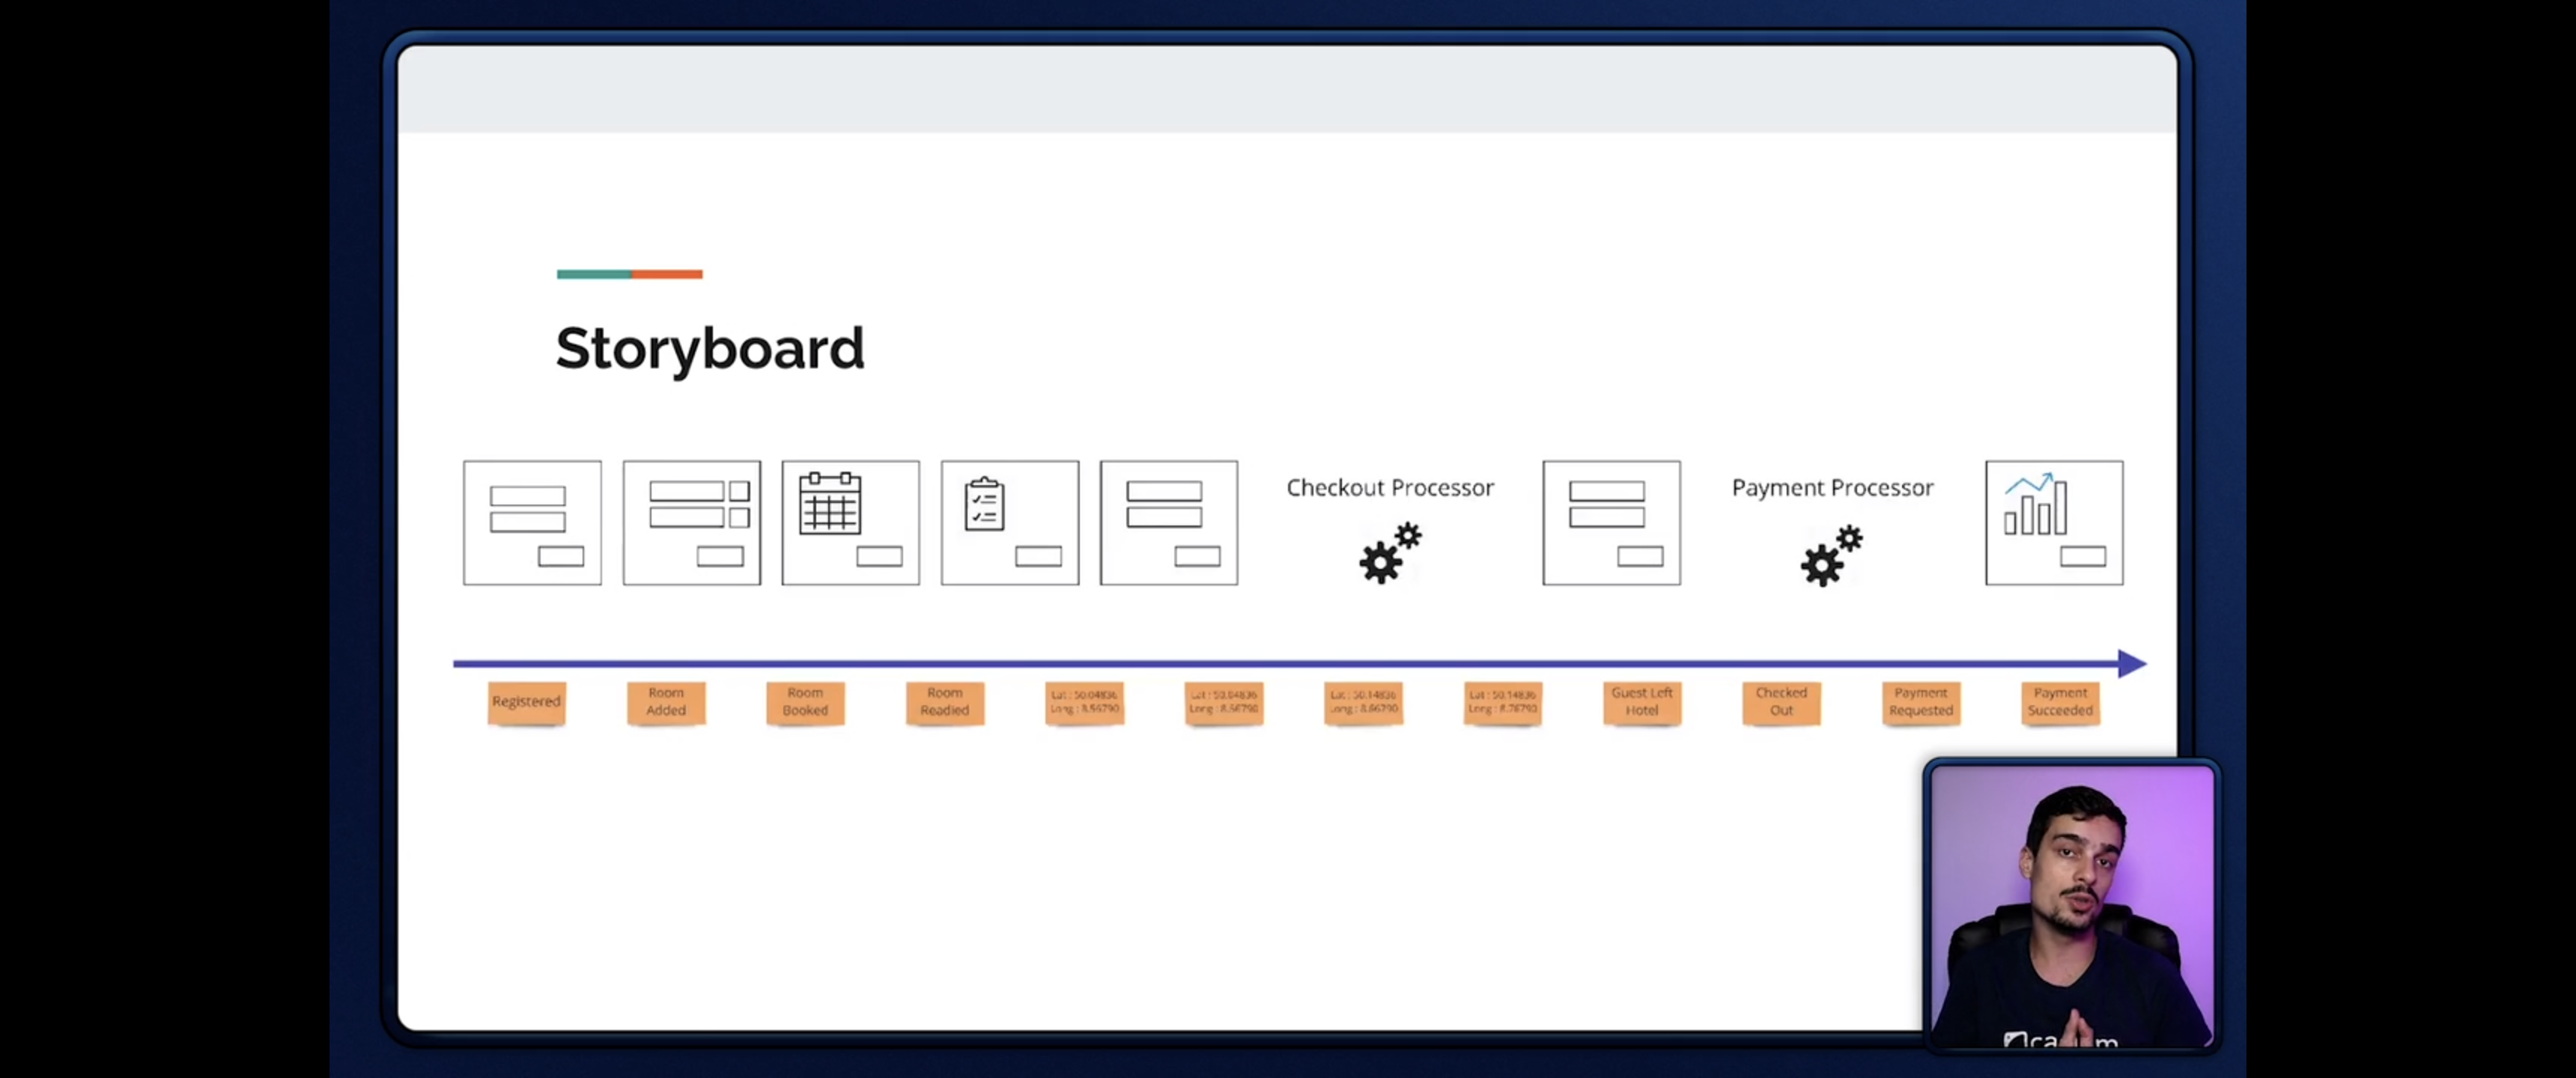 Storyboard
Checkout Processor
Payment Processor
Registered
Room
Added
Room
Booked
Room
Readied
Lat : 50.04836
Long : 8.56790
Lat : 50.04836
Long : 8.56790
Lat : 50.14836
Long : 8.66790
Lat : 50.14836
Long : 8.76790
Guest Left
Hotel
Checked
Out
Payment
Requested
Payment
Succeeded